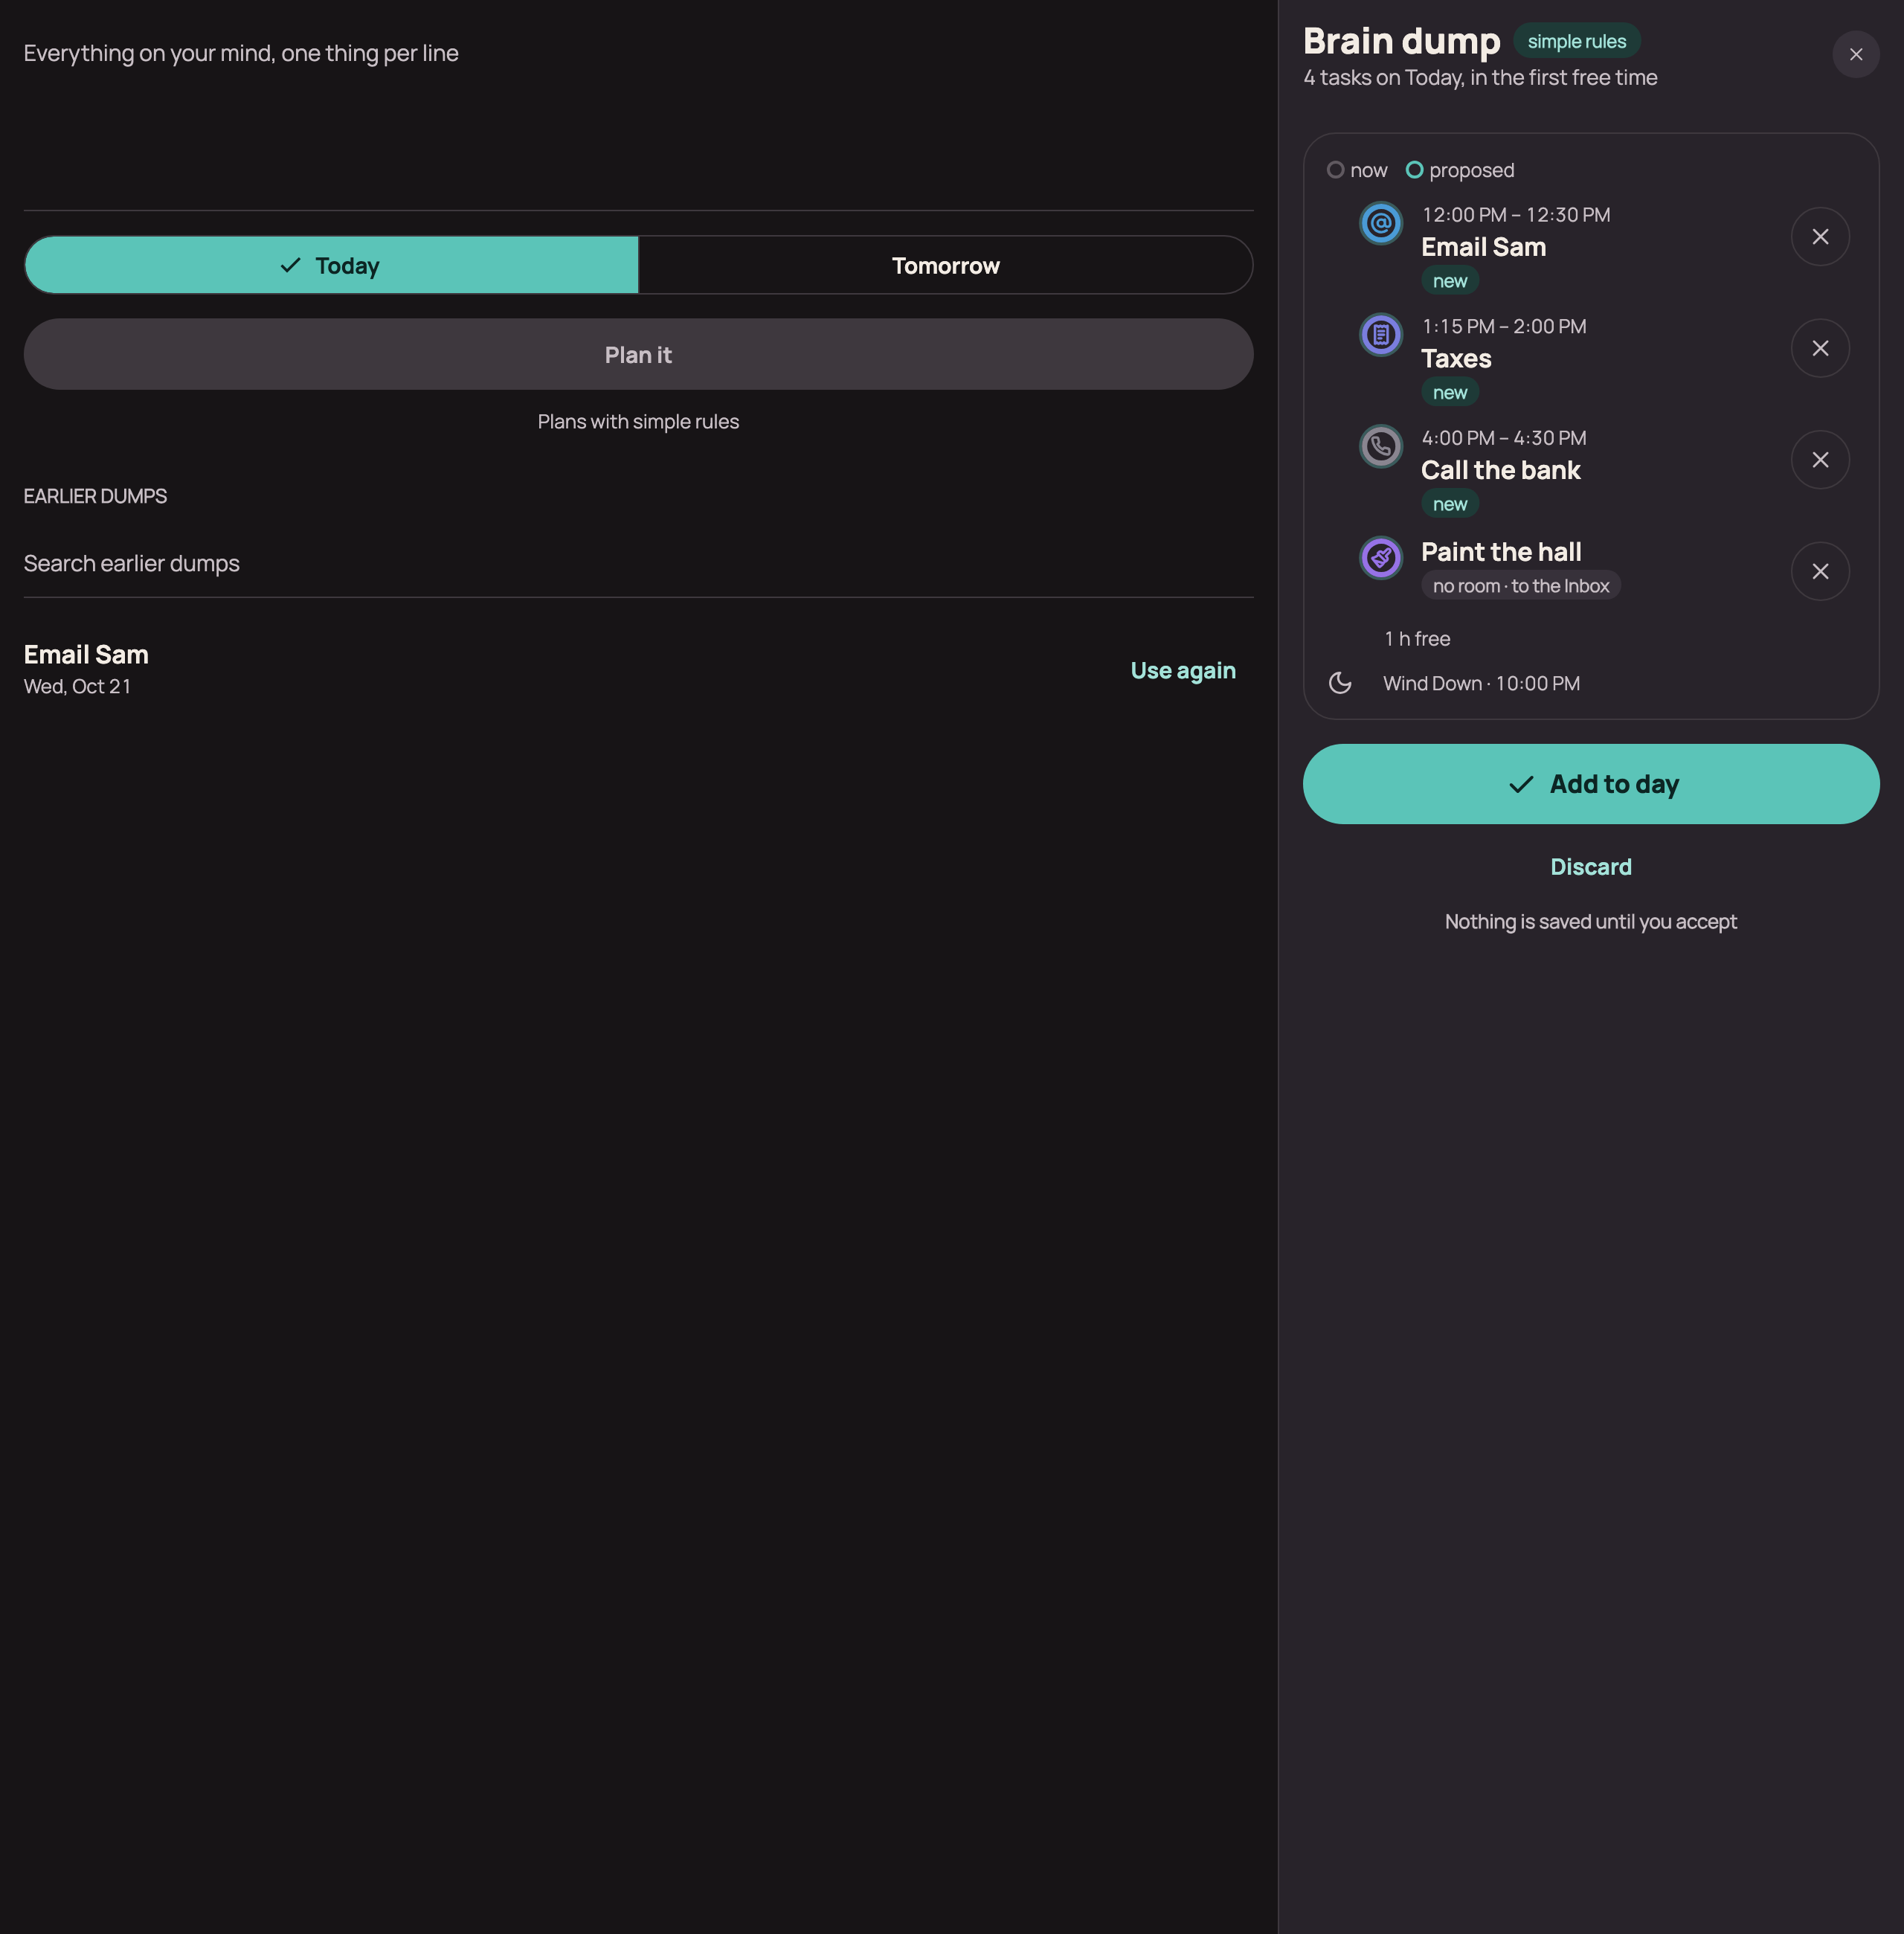 Everything on your mind, one thing per line
Today
Tomorrow
Plan it
Plans with simple rules
EARLIER DUMPS
Search earlier dumps
Email Sam
Wed, Oct 21
Use again
Brain dump
simple rules
4 tasks on Today, in the first free time
now
proposed
12:00 PM – 12:30 PM
Email Sam
new
1:15 PM – 2:00 PM
Taxes
new
4:00 PM – 4:30 PM
Call the bank
new
Paint the hall
no room · to the Inbox
1 h free
Wind Down · 10:00 PM
Add to day
Discard
Nothing is saved until you accept